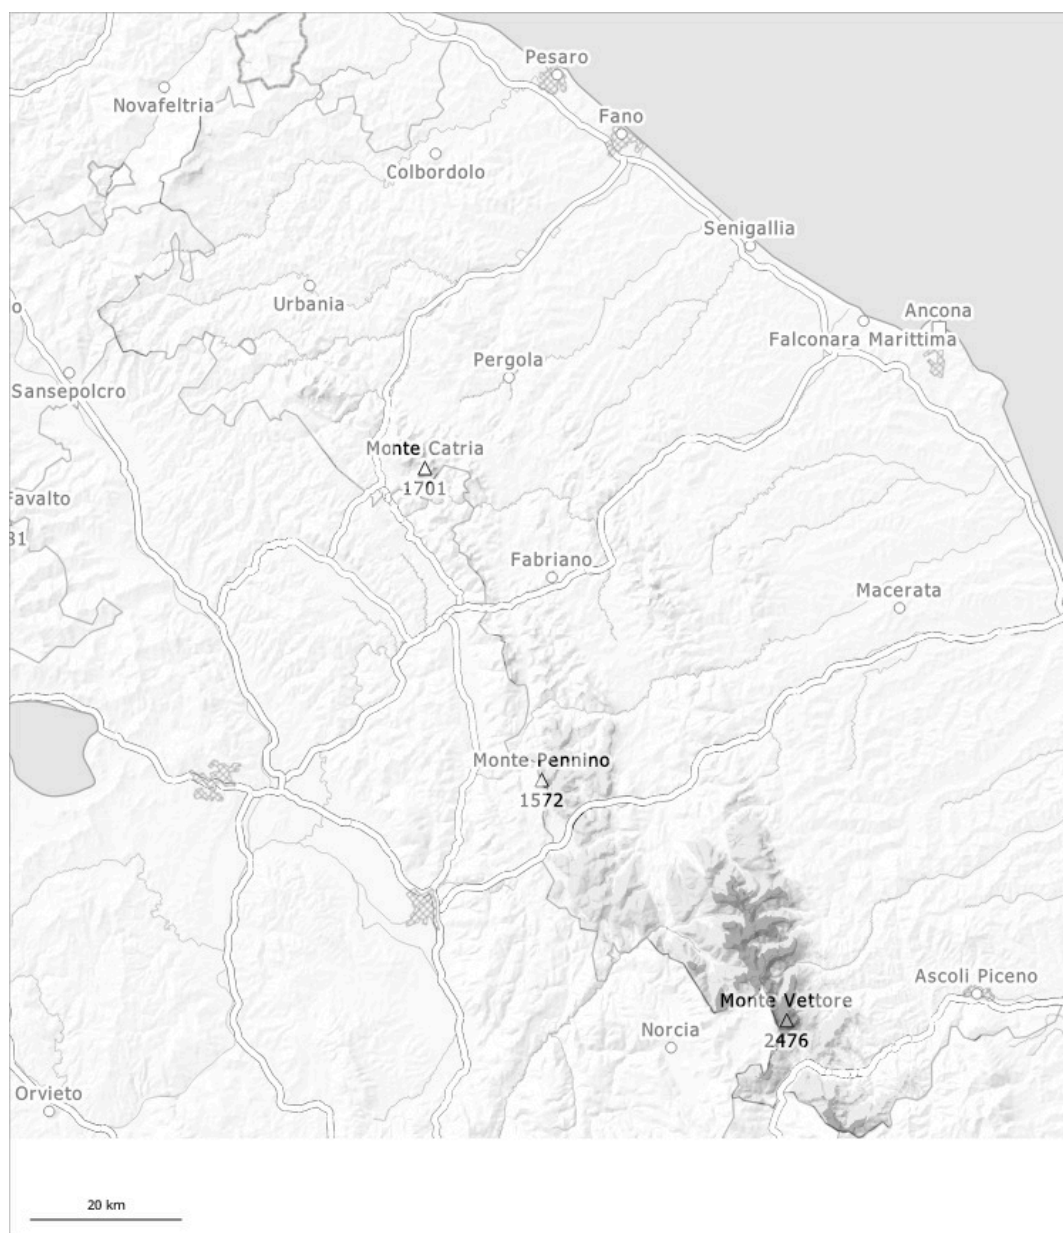 Pesaro
Novafeltria
Fano
Colbordolo
Senigallia
Urbania
o
Ancona
Falconara Marittima
Pergola
Sansepolcro
Monte Catria
1701
Favalto
31
Fabriano
Macerata
Monte Pennino
1572
Ascoli Piceno
Monte Vettore
2476
Norcia
Orvieto
20 km